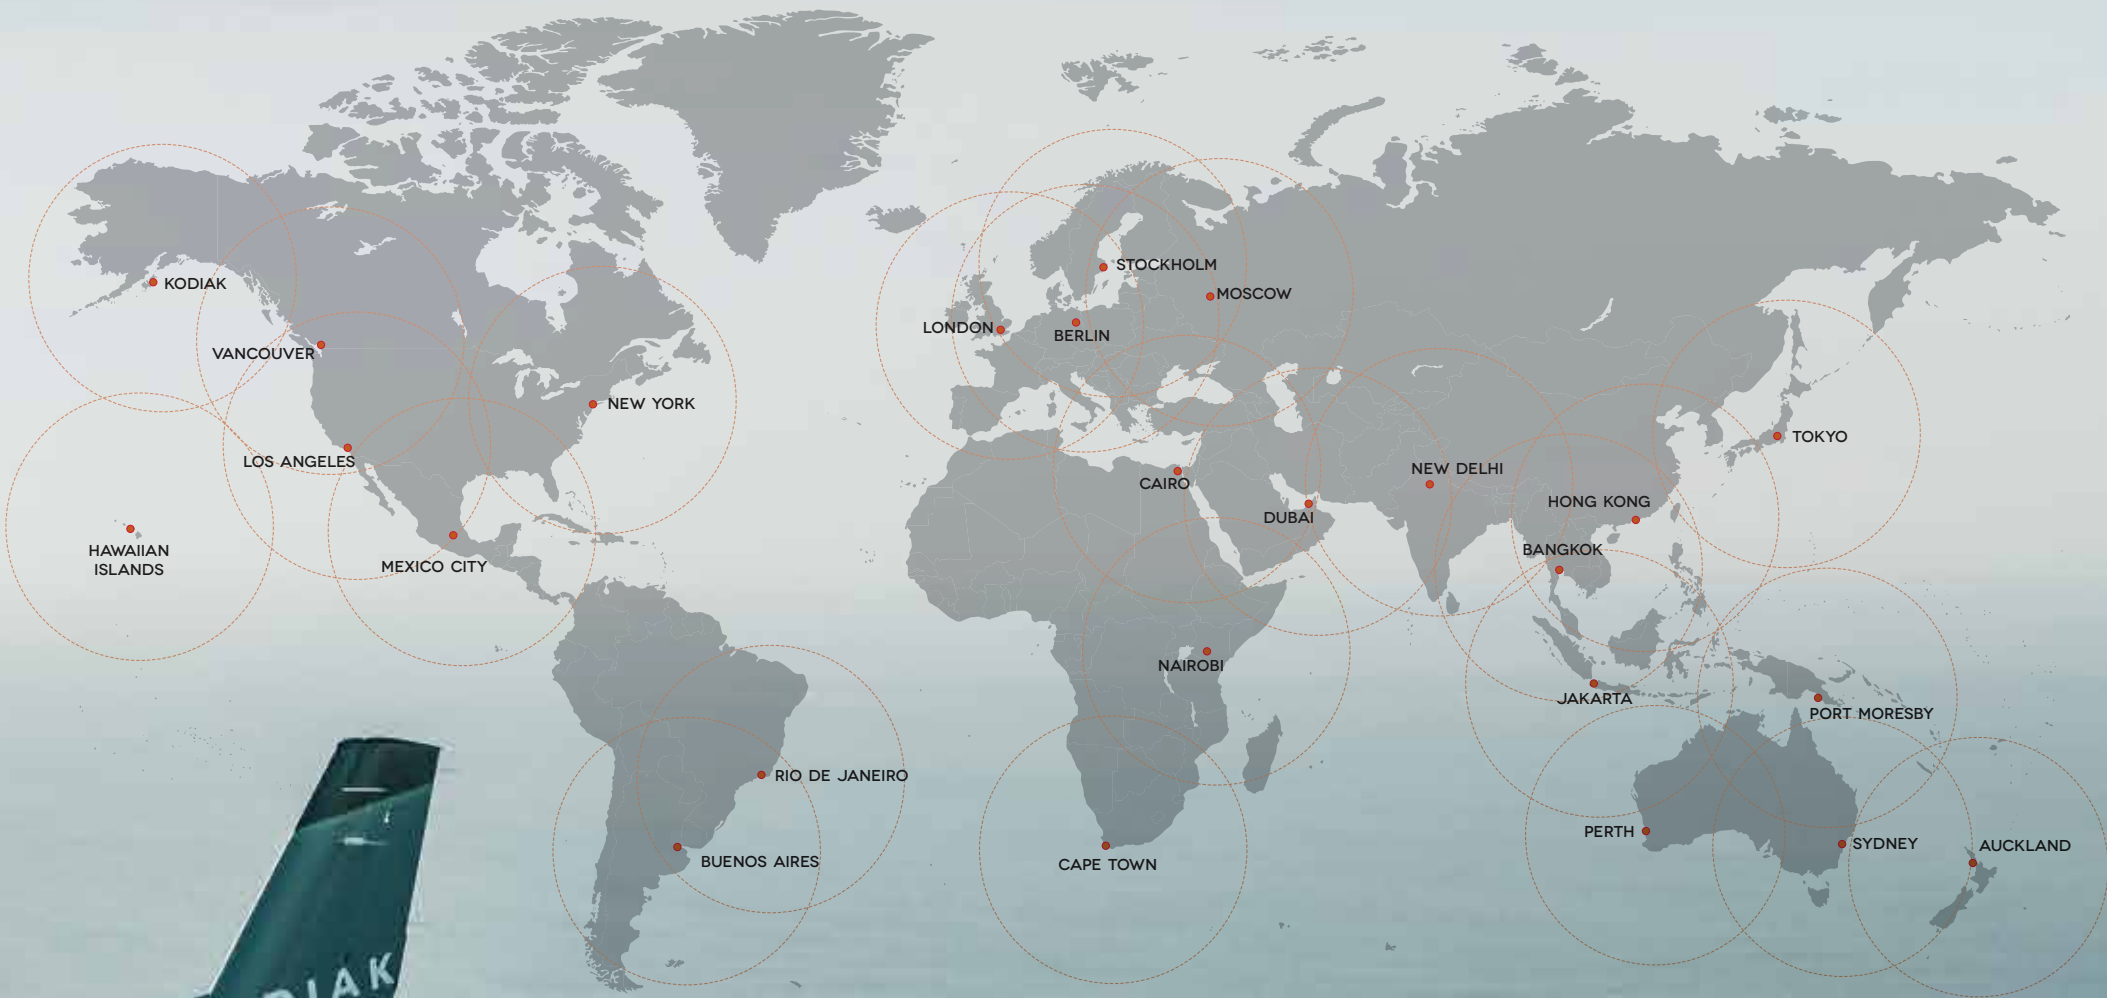 STOCKHOLM
KODIAK
MOSCOW
LONDON
BERLIN
VANCOUVER
NEW YORK
TOKYO
LOS ANGELES
NEW DELHI
CAIRO
HONG KONG
DUBAI
HAWAIIAN
ISLANDS
BANGKOK
MEXICO CITY
NAIROBI
JAKARTA
PORT MORESBY
RIO DE JANEIRO
PERTH
SYDNEY
AUCKLAND
BUENOS AIRES
CAPE TOWN
DIAK